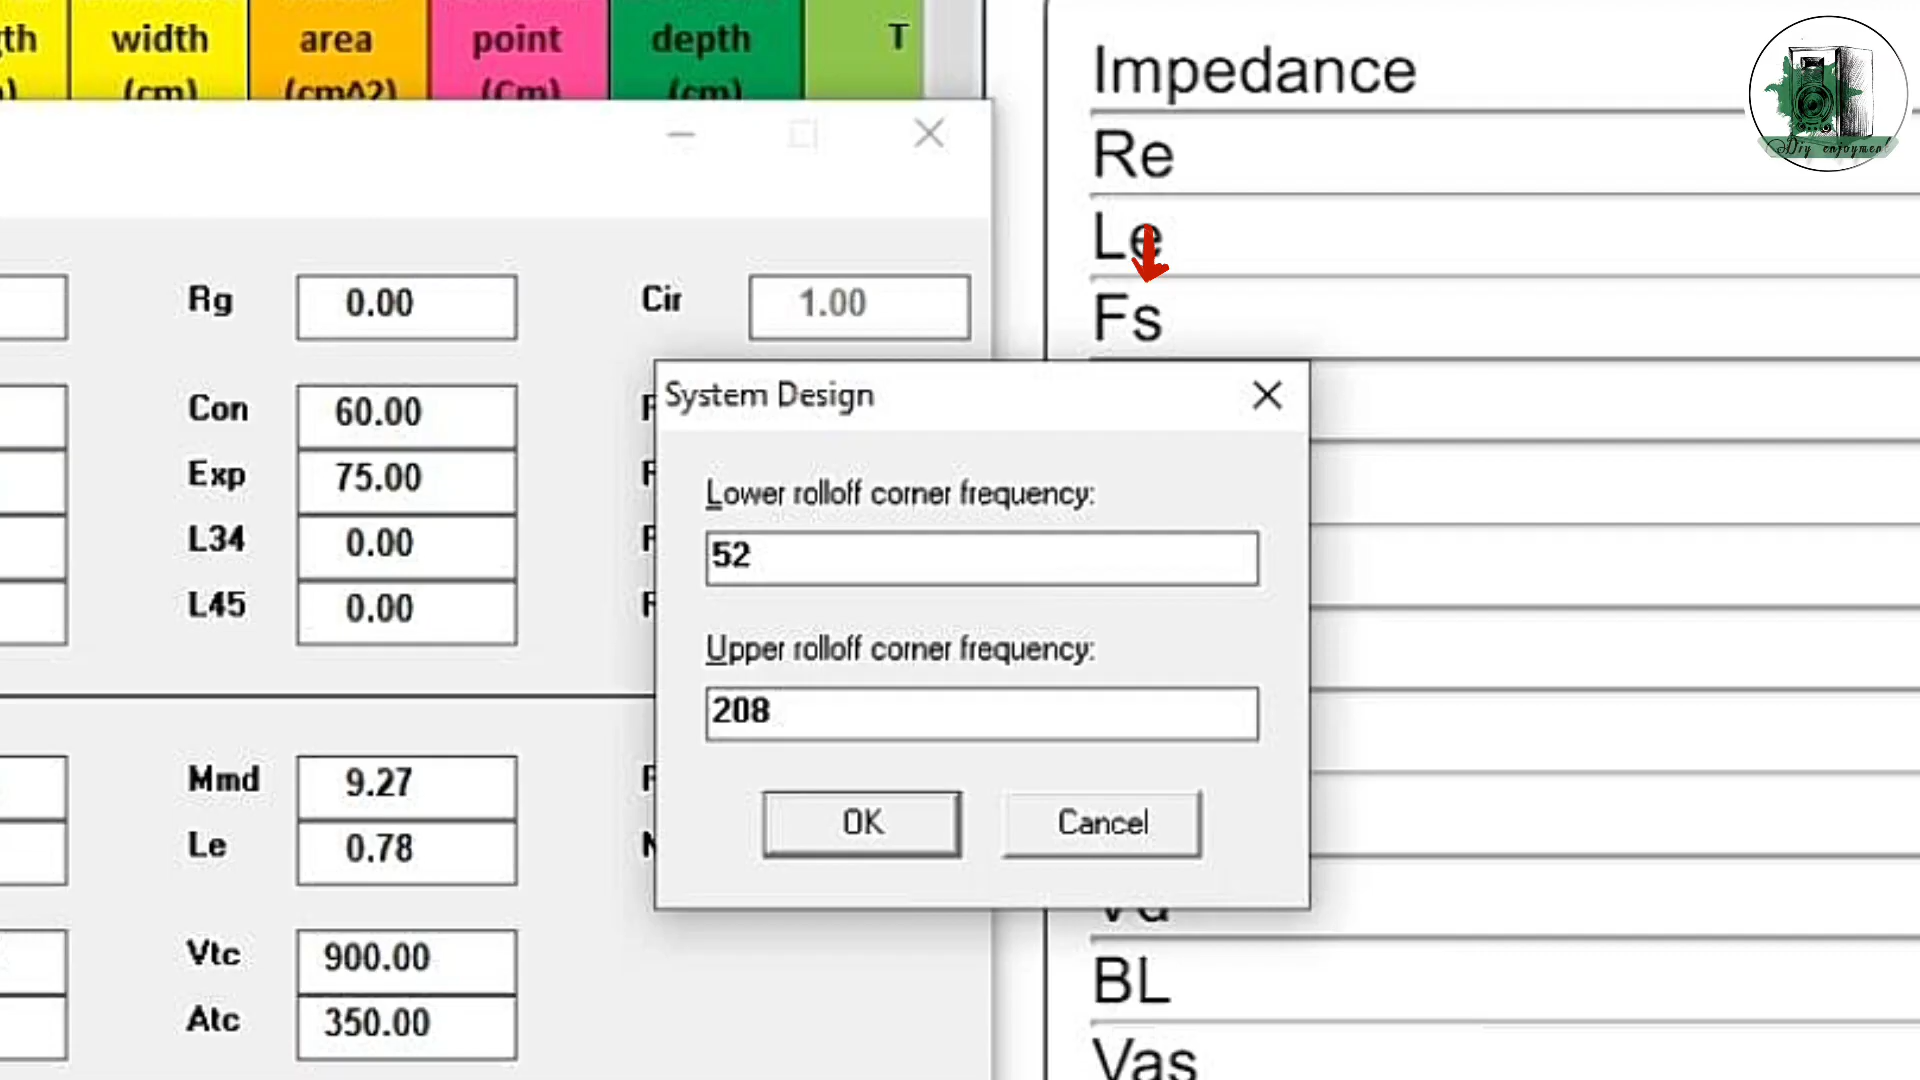 width
area
point
depth
T
(cm)
(cm^2)
(Cm)
(cm)
Impedance
Re
Le
Fs
BL
Vas
Diy enjoyment
Rg 0.00
Cir 1.00
Con 60.00
Exp 75.00
L34 0.00
L45 0.00
System Design
Lower rolloff corner frequency:
52
Upper rolloff corner frequency:
208
OK
Cancel
Mmd 9.27
Le 0.78
Vtc 900.00
Atc 350.00